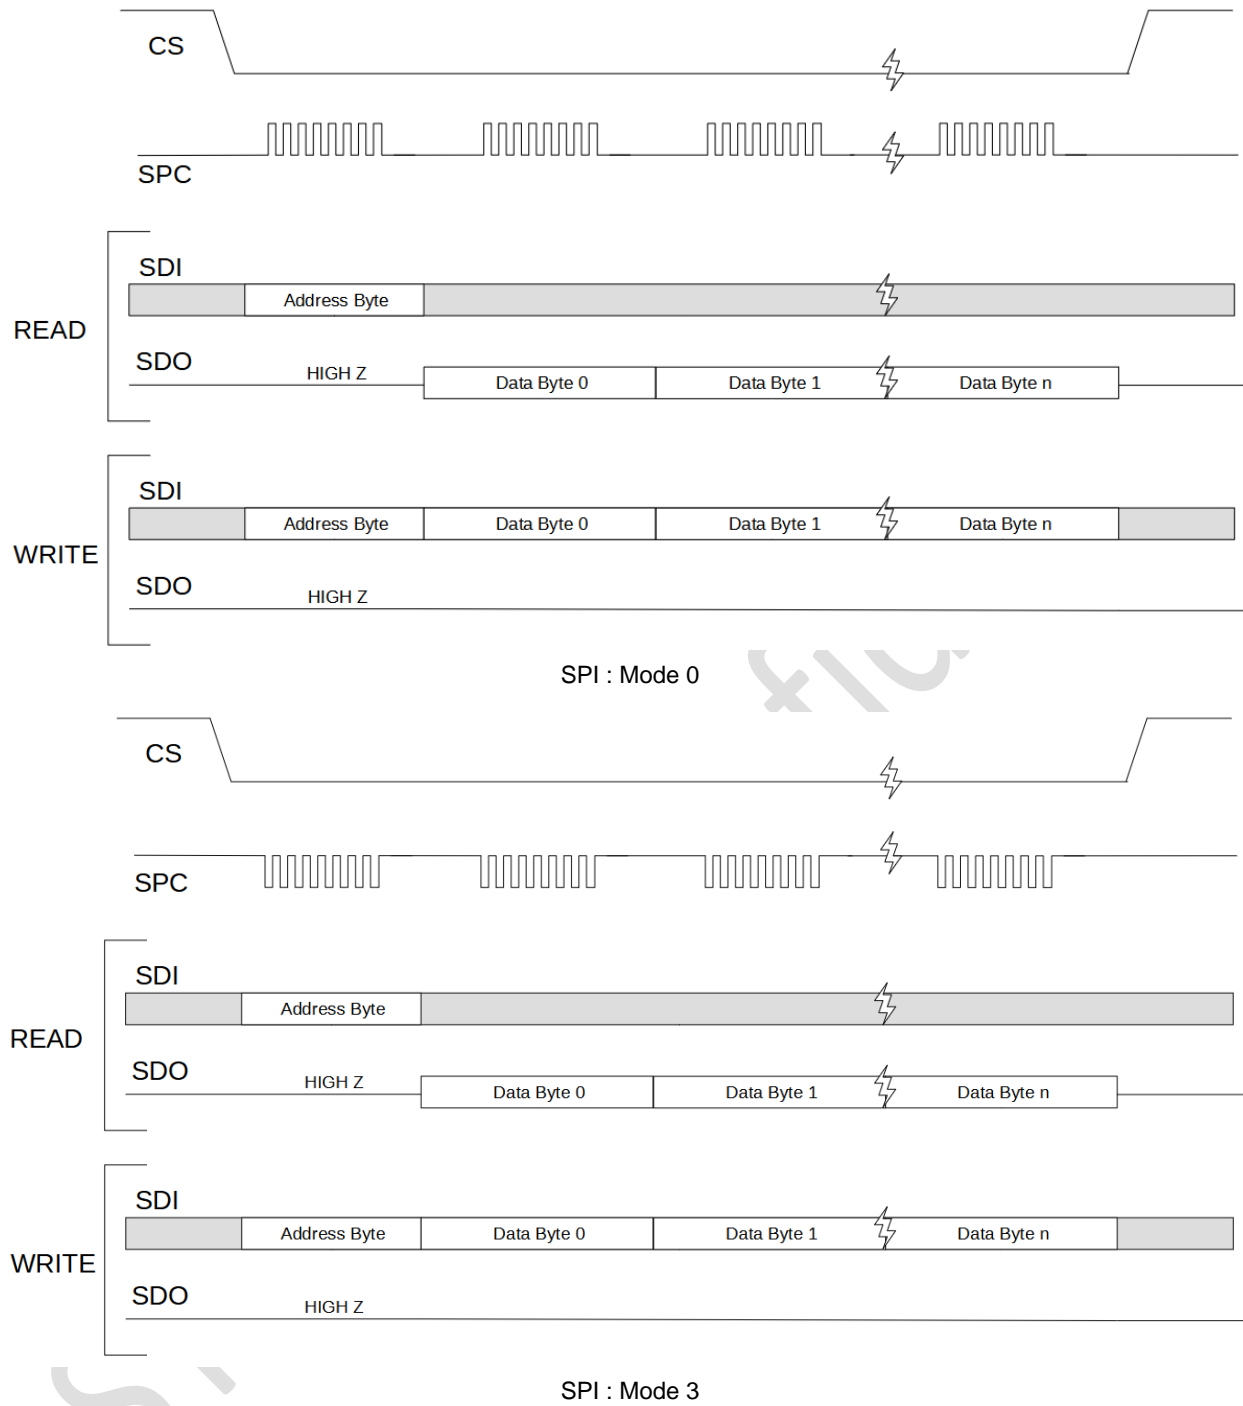 CS
SPC
SDI
Address Byte
READ
SDO
HIGH Z
Data Byte 0
Data Byte 1
Data Byte n
SDI
Address Byte
Data Byte 0
Data Byte 1
Data Byte n
WRITE
SDO
HIGH Z
SPI : Mode 0
CS
SPC
SDI
Address Byte
READ
SDO
HIGH Z
Data Byte 0
Data Byte 1
Data Byte n
SDI
Address Byte
Data Byte 0
Data Byte 1
Data Byte n
WRITE
SDO
HIGH Z
SPI : Mode 3